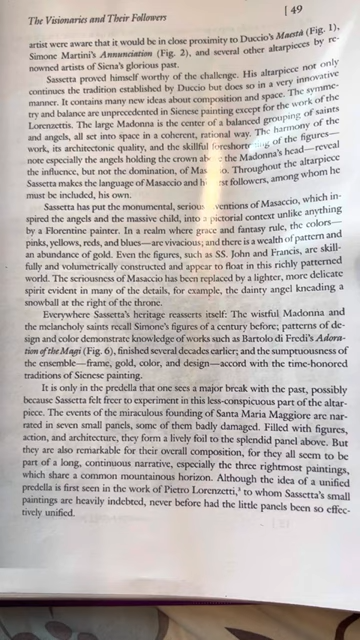 The Visionaries and Their Followers | 49
artist were aware that it would be in close proximity to Duccio's Maestà (Fig. 1),
Simone Martini's Annunciation (Fig. 2), and several other altarpieces by re-
nowned artists of Siena's glorious past.
Sassetta proved himself worthy of the challenge. His altarpiece not only
continues the tradition established by Duccio but does so in a very innovative
manner. It contains many new ideas about composition and space. The symme-
try and balance are unprecedented in Sienese painting except for the work of the
Lorenzettis. The large Madonna is the center of a balanced grouping of saints
and angels, all set into space in a coherent, rational way. The harmony of the
work, its architectonic quality, and the skillful foreshort of the figures—
note especially the angels holding the crown ab the Madonna's head—reveal
the influence, but not the domination, of Mas o. Throughout the altarpiece
Sassetta makes the language of Masaccio and h st followers, among whom he
must be included, his own.
Sassetta has put the monumental, serious ventions of Masaccio, which in-
spired the angels and the massive child, into a pictorial context unlike anything
by a Florentine painter. In a realm where grace and fantasy rule, the colors—
pinks, yellows, reds, and blues—are vivacious; and there is a wealth of pattern and
an abundance of gold. Even the figures, such as SS. John and Francis, are skill-
fully and volumetrically constructed and appear to float in this richly patterned
world. The seriousness of Masaccio has been replaced by a lighter, more delicate
spirit evident in many of the details, for example, the dainty angel kneading a
snowball at the right of the throne.
Everywhere Sassetta's heritage reasserts itself: The wistful Madonna and
the melancholy saints recall Simone's figures of a century before; patterns of de-
sign and color demonstrate knowledge of works such as Bartolo di Fredi's Adora-
tion of the Magi (Fig. 6), finished several decades earlier; and the sumptuousness of
the ensemble—frame, gold, color, and design—accord with the time-honored
traditions of Sienese painting.
It is only in the predella that one sees a major break with the past, possibly
because Sassetta felt freer to experiment in this less-conspicuous part of the altar-
piece. The events of the miraculous founding of Santa Maria Maggiore are nar-
rated in seven small panels, some of them badly damaged. Filled with figures,
action, and architecture, they form a lively foil to the splendid panel above. But
they are also remarkable for their overall composition, for they all seem to be
part of a long, continuous narrative, especially the three rightmost paintings,
which share a common mountainous horizon. Although the idea of a unified
predella is first seen in the work of Pietro Lorenzetti, to whom Sassetta's small
paintings are heavily indebted, never before had the little panels been so effec-
tively unified.